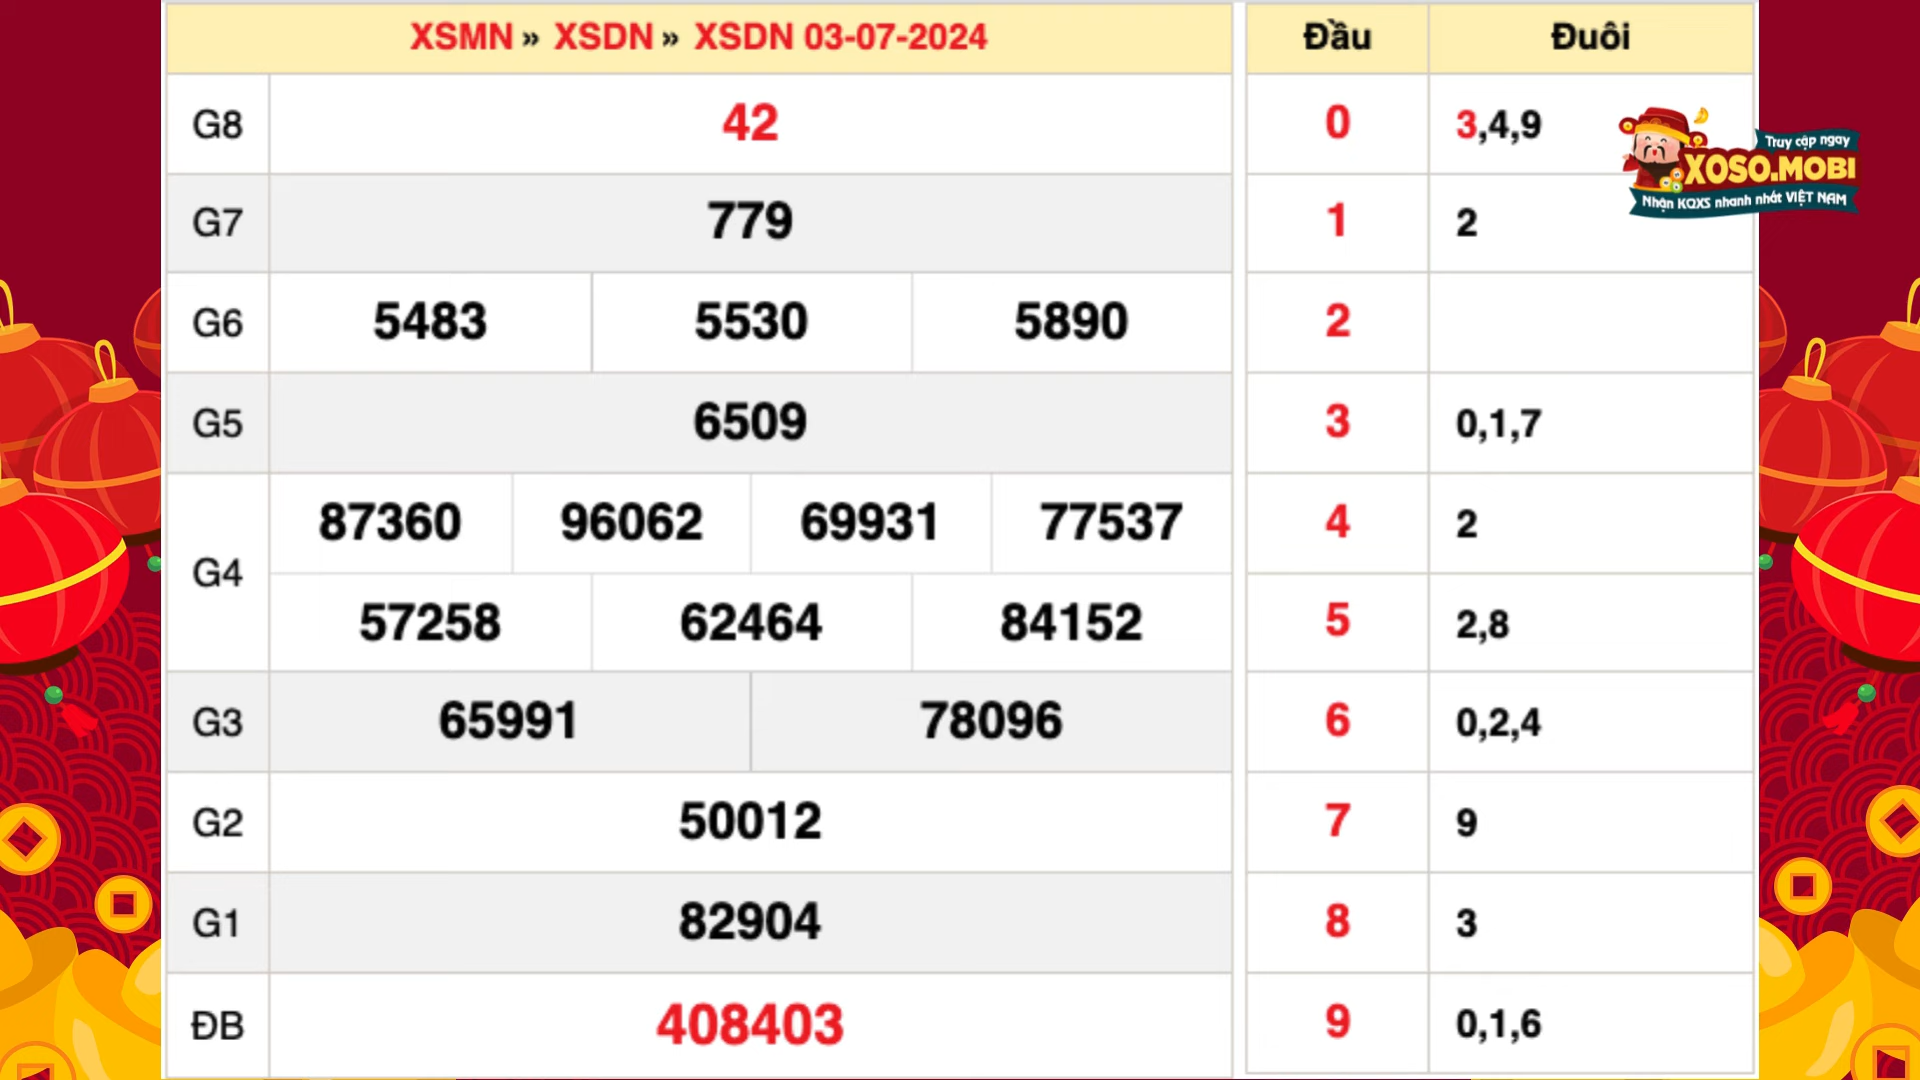 XSMN » XSDN » XSDN 03-07-2024
G8 42
G7 779
G6 5483 5530 5890
G5 6509
G4 87360 96062 69931 77537
57258 62464 84152
G3 65991 78096
G2 50012
G1 82904
ĐB 408403
Đầu Đuôi
0 3,4,9
1 2
2
3 0,1,7
4 2
5 2,8
6 0,2,4
7 9
8 3
9 0,1,6
Truy cập ngay
XOSO.MOBI
Nhận KQXS nhanh nhất VIỆT NAM